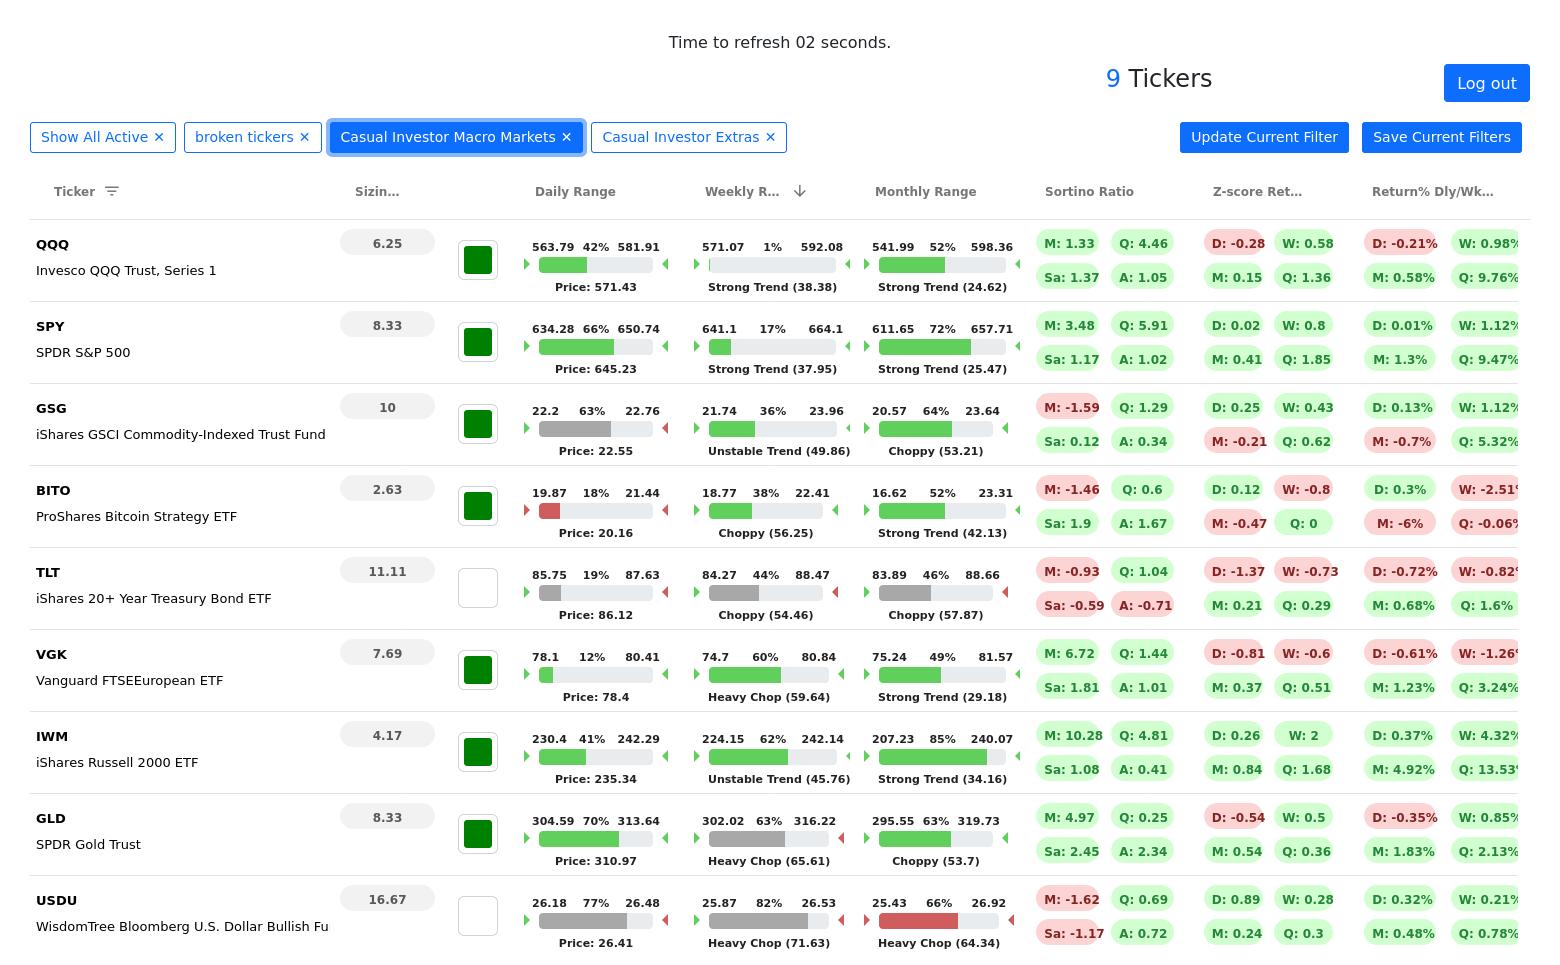 Time to refresh 02 seconds.
9 Tickers
Log out
Show All Active ✕ broken tickers ✕ Casual Investor Macro Markets ✕ Casual Investor Extras ✕ Update Current Filter Save Current Filters
Ticker Sizin... Daily Range Weekly R... Monthly Range Sortino Ratio Z-score Ret... Return% Dly/Wk...
QQQ 6.25 563.79 42% 581.91 571.07 1% 592.08 541.99 52% 598.36 M: 1.33 Q: 4.46 D: -0.28 W: 0.58 D: -0.21% W: 0.98%
Invesco QQQ Trust, Series 1 Price: 571.43 Strong Trend (38.38) Strong Trend (24.62) Sa: 1.37 A: 1.05 M: 0.15 Q: 1.36 M: 0.58% Q: 9.76%
SPY 8.33 634.28 66% 650.74 641.1 17% 664.1 611.65 72% 657.71 M: 3.48 Q: 5.91 D: 0.02 W: 0.8 D: 0.01% W: 1.12%
SPDR S&P 500 Price: 645.23 Strong Trend (37.95) Strong Trend (25.47) Sa: 1.17 A: 1.02 M: 0.41 Q: 1.85 M: 1.3% Q: 9.47%
GSG 10 22.2 63% 22.76 21.74 36% 23.96 20.57 64% 23.64 M: -1.59 Q: 1.29 D: 0.25 W: 0.43 D: 0.13% W: 1.12%
iShares GSCI Commodity-Indexed Trust Fund Price: 22.55 Unstable Trend (49.86) Choppy (53.21) Sa: 0.12 A: 0.34 M: -0.21 Q: 0.62 M: -0.7% Q: 5.32%
BITO 2.63 19.87 18% 21.44 18.77 38% 22.41 16.62 52% 23.31 M: -1.46 Q: 0.6 D: 0.12 W: -0.8 D: 0.3% W: -2.51%
ProShares Bitcoin Strategy ETF Price: 20.16 Choppy (56.25) Strong Trend (42.13) Sa: 1.9 A: 1.67 M: -0.47 Q: 0 M: -6% Q: -0.06%
TLT 11.11 85.75 19% 87.63 84.27 44% 88.47 83.89 46% 88.66 M: -0.93 Q: 1.04 D: -1.37 W: -0.73 D: -0.72% W: -0.82%
iShares 20+ Year Treasury Bond ETF Price: 86.12 Choppy (54.46) Choppy (57.87) Sa: -0.59 A: -0.71 M: 0.21 Q: 0.29 M: 0.68% Q: 1.6%
VGK 7.69 78.1 12% 80.41 74.7 60% 80.84 75.24 49% 81.57 M: 6.72 Q: 1.44 D: -0.81 W: -0.6 D: -0.61% W: -1.26%
Vanguard FTSEEuropean ETF Price: 78.4 Heavy Chop (59.64) Strong Trend (29.18) Sa: 1.81 A: 1.01 M: 0.37 Q: 0.51 M: 1.23% Q: 3.24%
IWM 4.17 230.4 41% 242.29 224.15 62% 242.14 207.23 85% 240.07 M: 10.28 Q: 4.81 D: 0.26 W: 2 D: 0.37% W: 4.32%
iShares Russell 2000 ETF Price: 235.34 Unstable Trend (45.76) Strong Trend (34.16) Sa: 1.08 A: 0.41 M: 0.84 Q: 1.68 M: 4.92% Q: 13.53%
GLD 8.33 304.59 70% 313.64 302.02 63% 316.22 295.55 63% 319.73 M: 4.97 Q: 0.25 D: -0.54 W: 0.5 D: -0.35% W: 0.85%
SPDR Gold Trust Price: 310.97 Heavy Chop (65.61) Choppy (53.7) Sa: 2.45 A: 2.34 M: 0.54 Q: 0.36 M: 1.83% Q: 2.13%
USDU 16.67 26.18 77% 26.48 25.87 82% 26.53 25.43 66% 26.92 M: -1.62 Q: 0.69 D: 0.89 W: 0.28 D: 0.32% W: 0.21%
WisdomTree Bloomberg U.S. Dollar Bullish Fu Price: 26.41 Heavy Chop (71.63) Heavy Chop (64.34) Sa: -1.17 A: 0.72 M: 0.24 Q: 0.3 M: 0.48% Q: 0.78%